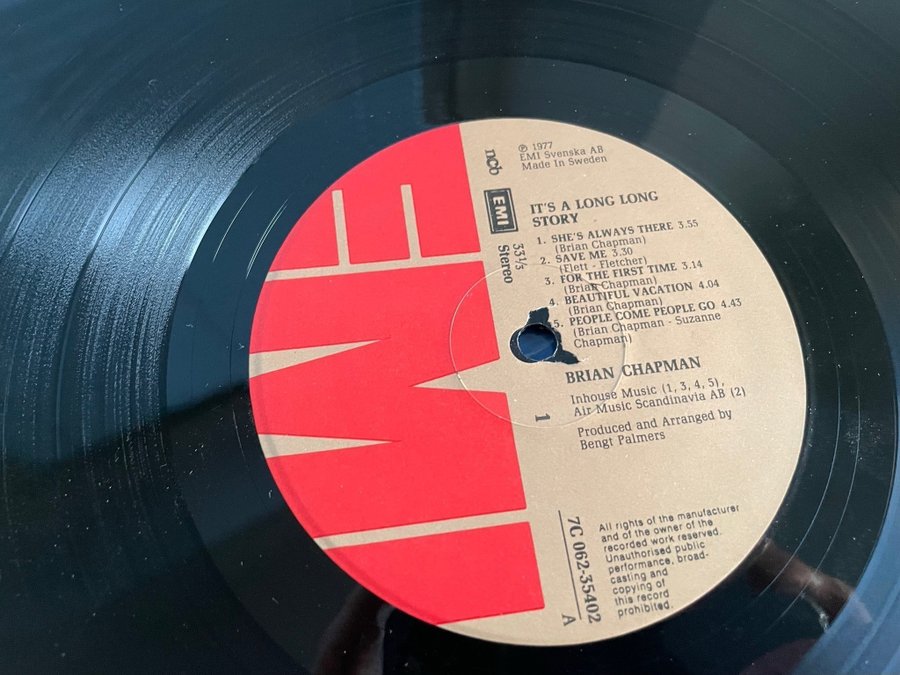 EMI
ncb
EMI
33⅓
Stereo
℗ 1977
EMI Svenska AB
Made In Sweden
IT'S A LONG LONG
STORY
1. SHE'S ALWAYS THERE 3.55
(Brian Chapman)
2. SAVE ME 3.30
(Flett - Fletcher)
3. FOR THE FIRST TIME 3.14
(Brian Chapman)
4. BEAUTIFUL VACATION 4.04
(Brian Chapman)
5. PEOPLE COME PEOPLE GO 4.43
(Brian Chapman - Suzanne
Chapman)
BRIAN CHAPMAN
Inhouse Music (1, 3, 4, 5),
Air Music Scandinavia AB (2)
Produced and Arranged by
Bengt Palmers
1
7C 062-35402
A
All rights of the manufacturer
and of the owner of the
recorded work reserved.
Unauthorised public
performance, broad-
casting and
copying of
this record
prohibited.